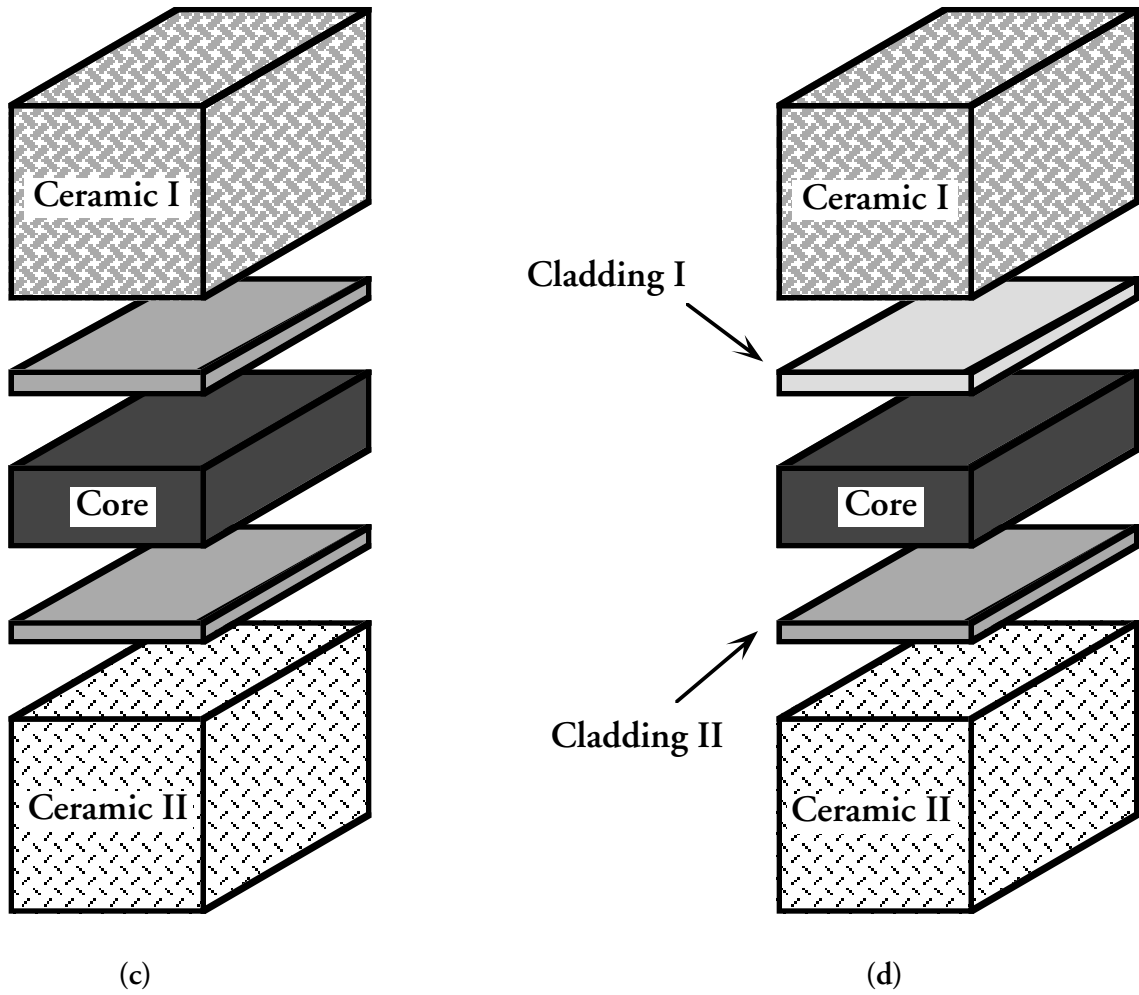 Ceramic I
Core
Ceramic II
(c)
Cladding I
Cladding II
Ceramic I
Core
Ceramic II
(d)